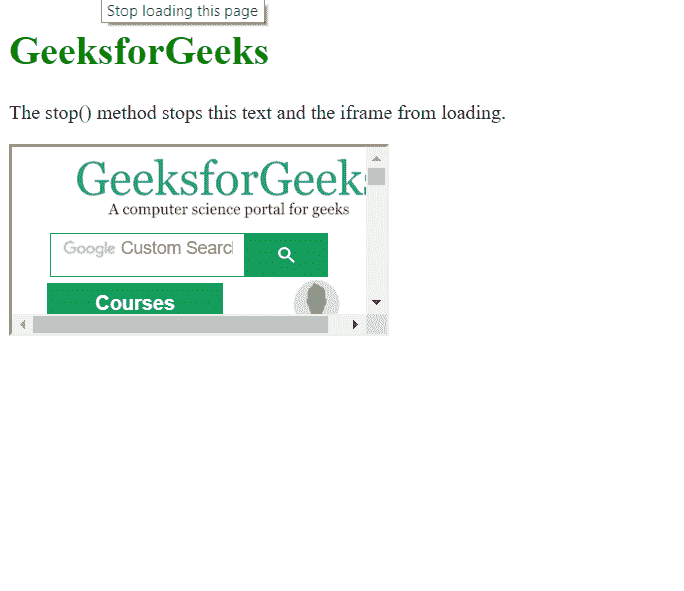 Stop loading this page
GeeksforGeeks
The stop() method stops this text and the iframe from loading.
GeeksforGeeks
A computer science portal for geeks
Google Custom Searc
Courses